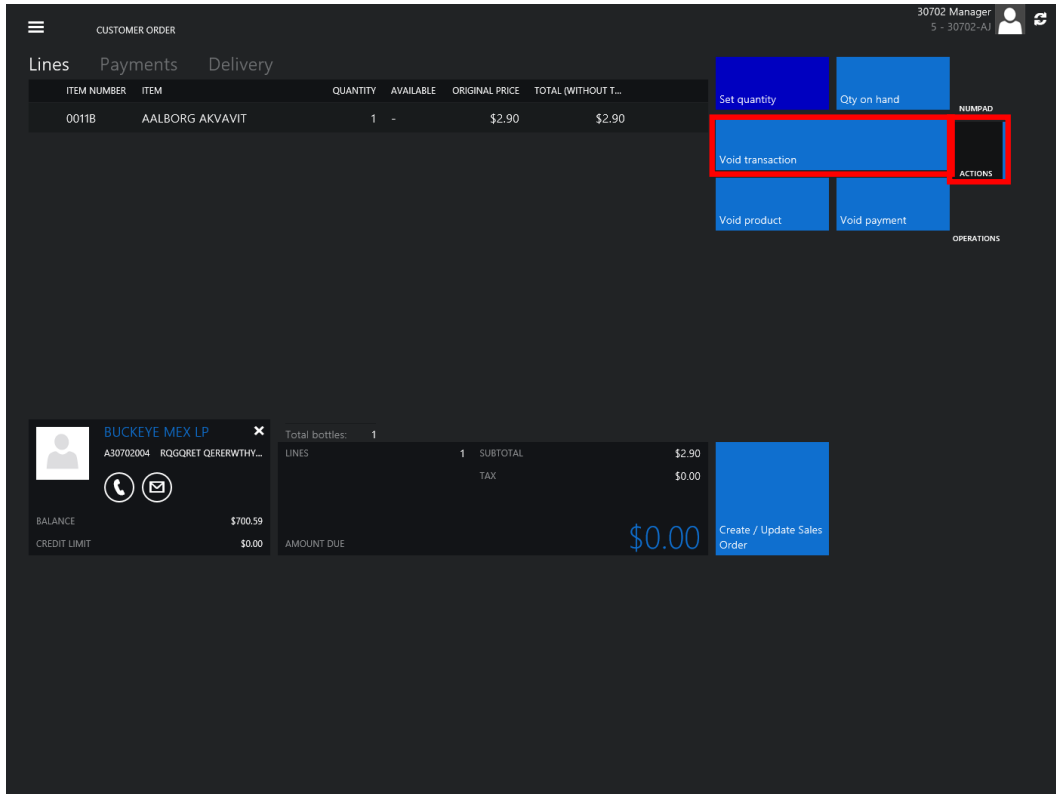 30702 Manager
5 - 30702-AJ
CUSTOMER ORDER
Lines Payments Delivery
ITEM NUMBER ITEM QUANTITY AVAILABLE ORIGINAL PRICE TOTAL (WITHOUT T...
0011B AALBORG AKVAVIT 1 - $2.90 $2.90
Set quantity
Qty on hand
NUMPAD
Void transaction
ACTIONS
Void product
Void payment
OPERATIONS
BUCKEYE MEX LP
A30702004 RQGQRET QERERWTHY...
BALANCE $700.59
CREDIT LIMIT $0.00
Total bottles: 1
LINES 1 SUBTOTAL $2.90
TAX $0.00
AMOUNT DUE $0.00
Create / Update Sales
Order